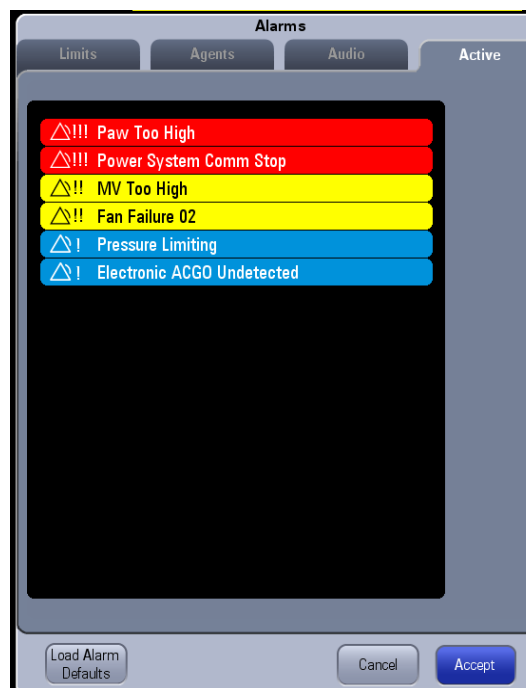 Alarms
Limits
Agents
Audio
Active
!!! Paw Too High
!!! Power System Comm Stop
!! MV Too High
!! Fan Failure 02
! Pressure Limiting
! Electronic ACGO Undetected
Load Alarm
Defaults
Cancel
Accept